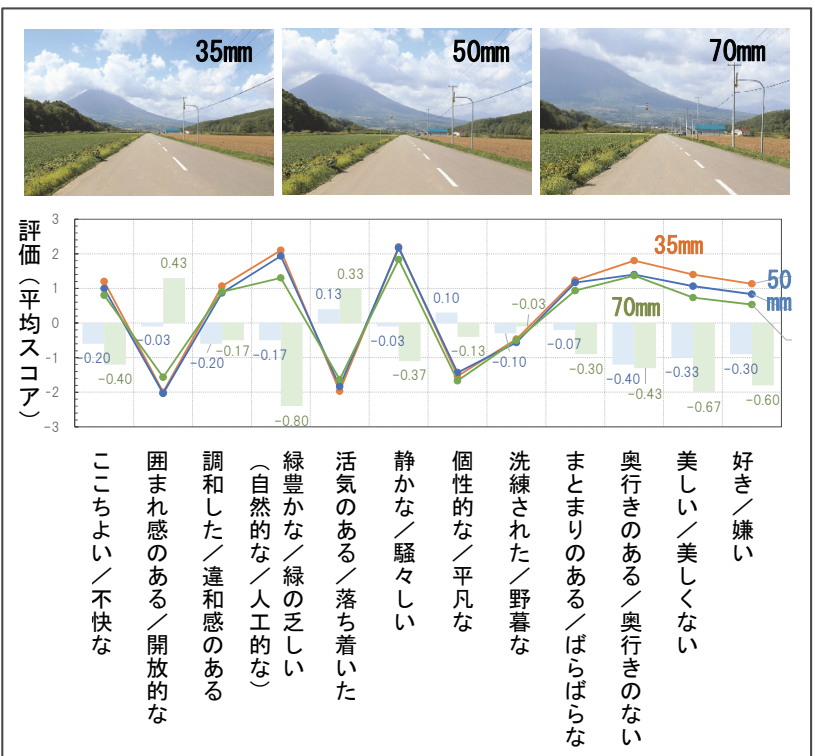 35mm
50mm
70mm
評価(平均スコア)
3
2
1
0
-1
-2
-3
35mm
50
mm
70mm
-0.20
-0.40
-0.03
0.43
-0.20
-0.17
-0.17
-0.80
0.13
0.33
-0.03
-0.37
0.10
-0.13
-0.10
-0.03
-0.07
-0.30
-0.40
-0.43
-0.33
-0.67
-0.30
-0.60
ここちよい/不快な
囲まれ感のある/開放的な
調和した/違和感のある
緑豊かな/緑の乏しい
(自然的な/人工的な)
活気のある/落ち着いた
静かな/騒々しい
個性的な/平凡な
洗練された/野暮な
まとまりのある/ばらばらな
奥行きのある/奥行きのない
美しい/美しくない
好き/嫌い